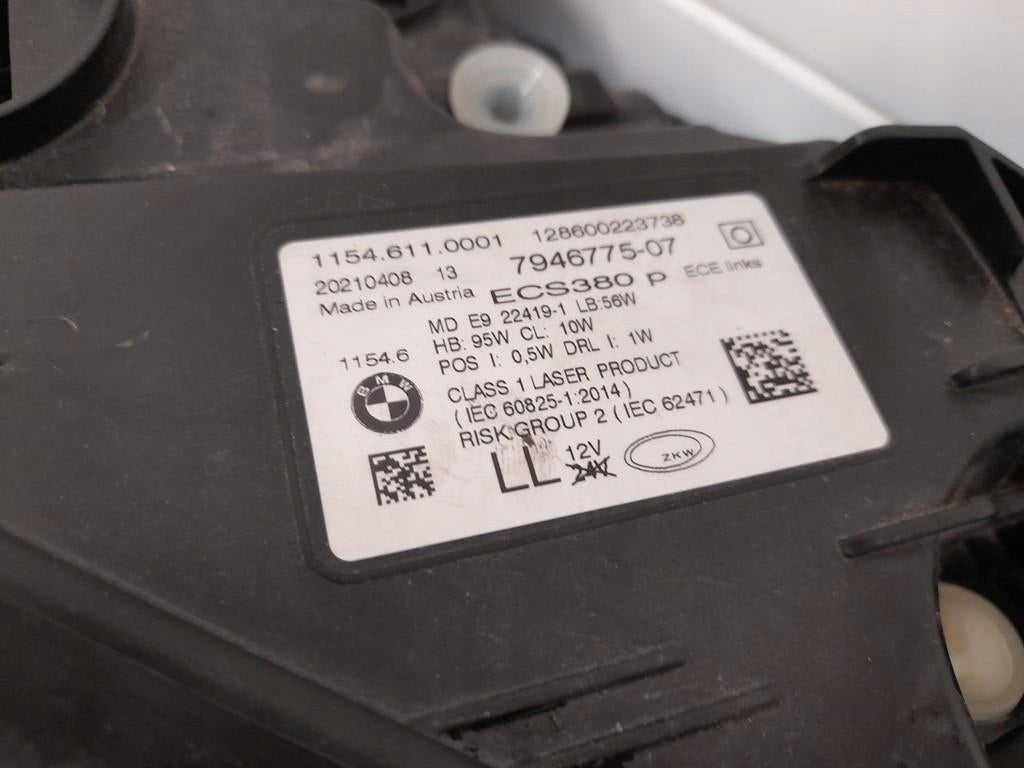 1154.611.0001 128600223738
20210408 13 7946775-07
Made in Austria ECS380 P ECE links
MD E9 22419-1 LB:56W
HB: 95W CL: 10W
POS I: 0,5W DRL I: 1W
1154.6
BMW
CLASS 1 LASER PRODUCT
(IEC 60825-1:2014)
RISK GROUP 2 (IEC 62471)
LL 12V
24V
ZKW